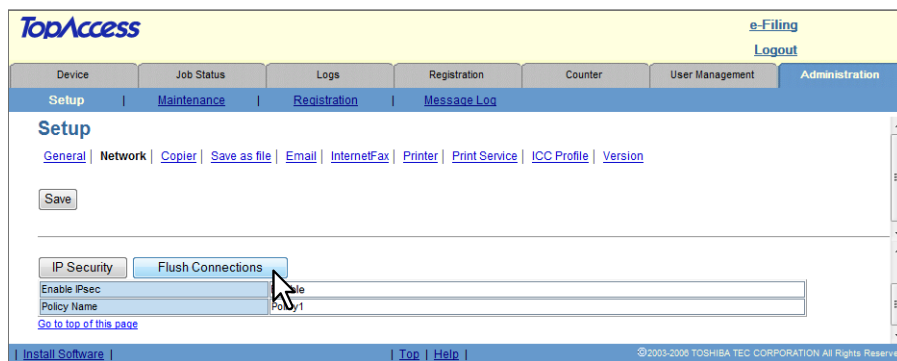 TopAccess
e-Filing
Logout
Device Job Status Logs Registration Counter User Management Administration
Setup | Maintenance | Registration | Message Log
Setup
General | Network | Copier | Save as file | Email | InternetFax | Printer | Print Service | ICC Profile | Version
Save
IP Security Flush Connections
Enable IPsec
Policy Name Policy1
Go to top of this page
| Install Software | | Top | Help | ©2003-2008 TOSHIBA TEC CORPORATION All Rights Reserve